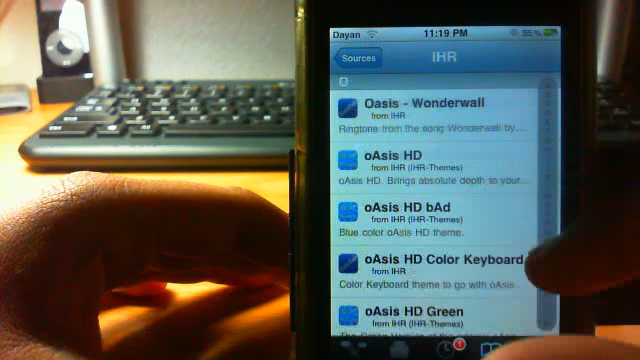 Dayan 11:19 PM 55%
Sources IHR
O
Oasis - Wonderwall
from IHR
Ringtone from the song Wonderwall by...
oAsis HD
from IHR (IHR-Themes)
oAsis HD. Brings absolute depth to your...
oAsis HD bAd
from IHR (IHR-Themes)
Blue color oAsis HD theme.
oAsis HD Color Keyboard
from IHR
Color Keyboard theme to go with oAsis
oAsis HD Green
from IHR (IHR-Themes)